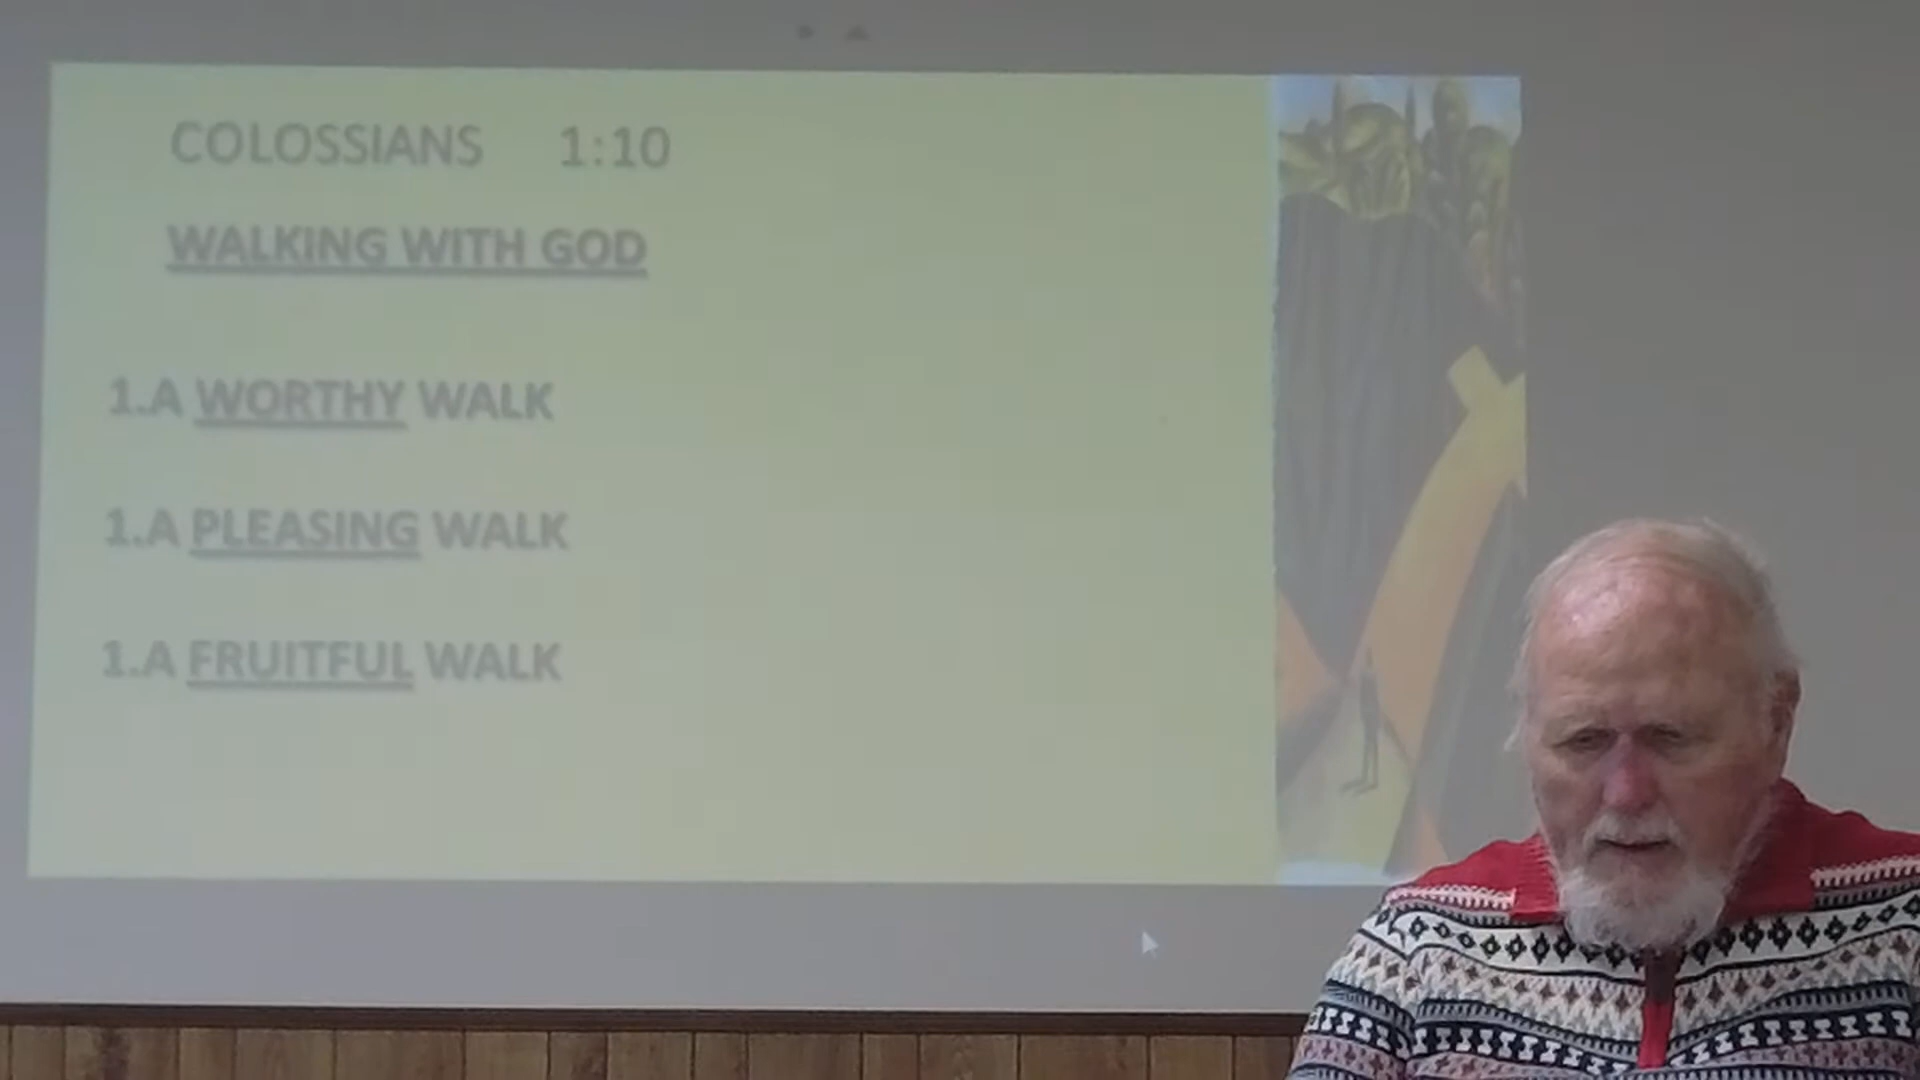 COLOSSIANS 1:10
WALKING WITH GOD
1.A WORTHY WALK
1.A PLEASING WALK
1.A FRUITFUL WALK